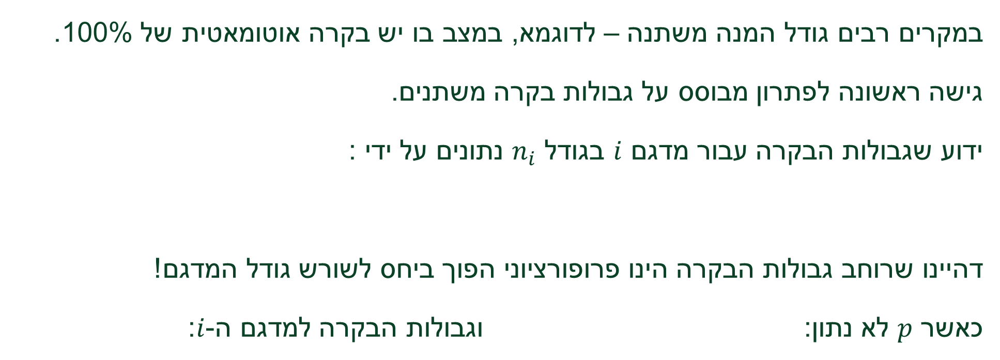 במקרים רבים גודל המנה משתנה – לדוגמא, במצב בו יש בקרה אוטומאטית של 100%.
גישה ראשונה לפתרון מבוסס על גבולות בקרה משתנים.
ידוע שגבולות הבקרה עבור מדגם i בגודל nᵢ נתונים על ידי :
דהיינו שרוחב גבולות הבקרה הינו פרופורציוני הפוך ביחס לשורש גודל המדגם!
כאשר p לא נתון: וגבולות הבקרה למדגם ה-i: